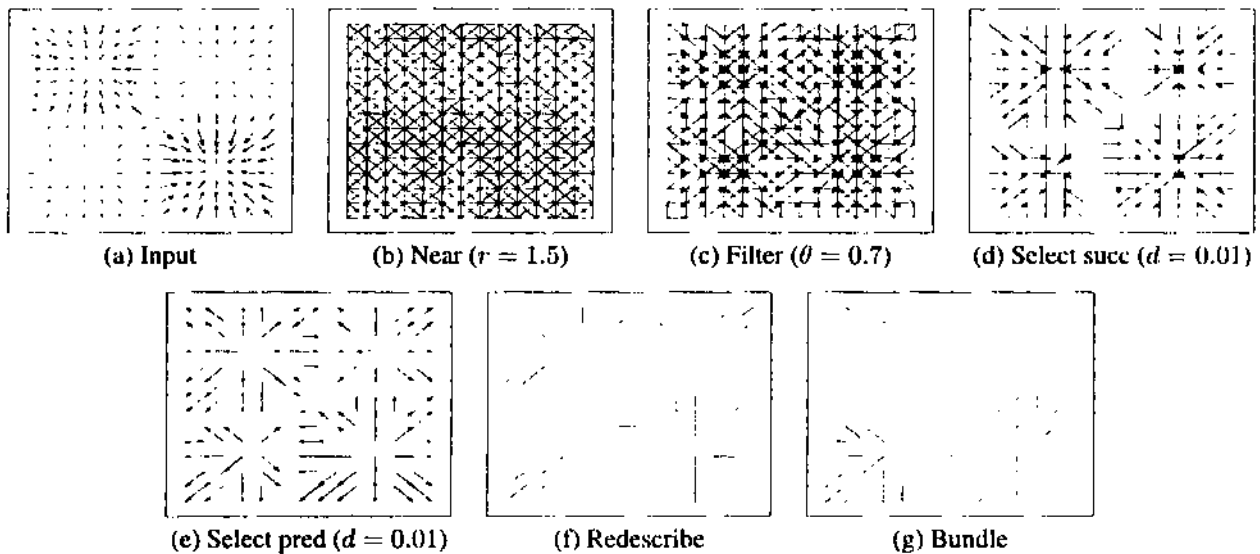 (a) Input
(b) Near (r = 1.5)
(c) Filter (θ = 0.7)
(d) Select succ (d = 0.01)
(e) Select pred (d = 0.01)
(f) Redescribe
(g) Bundle